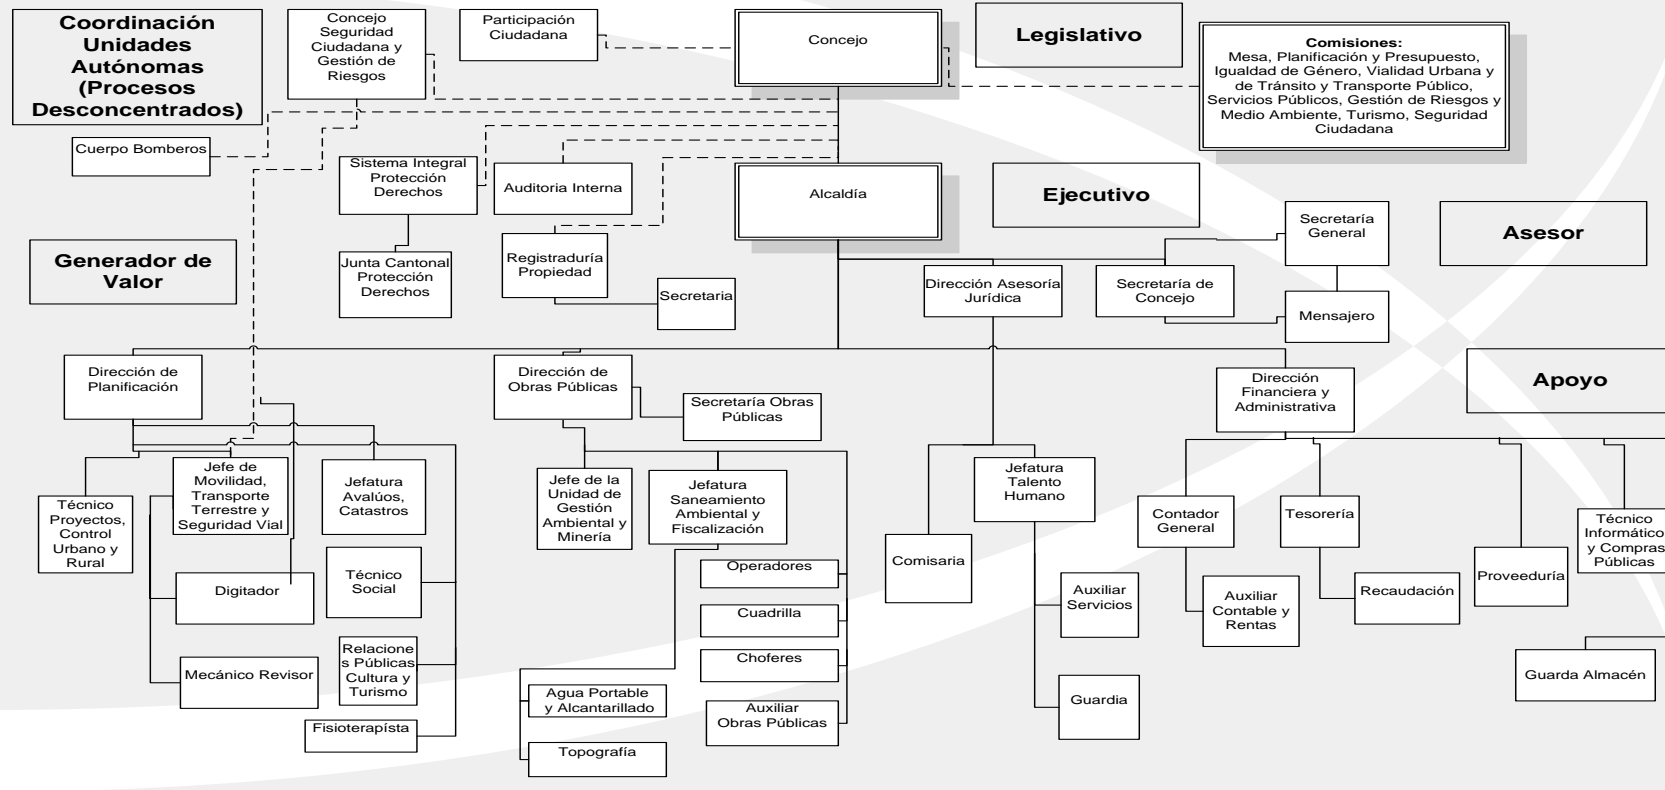 Coordinación
Unidades
Autónomas
(Procesos
Desconcentrados)
Concejo
Seguridad
Ciudadana y
Gestión de
Riesgos
Participación
Ciudadana
Concejo
Legislativo
Comisiones:
Mesa, Planificación y Presupuesto,
Igualdad de Género, Vialidad Urbana y
de Tránsito y Transporte Público,
Servicios Públicos, Gestión de Riesgos y
Medio Ambiente, Turismo, Seguridad
Ciudadana
Cuerpo Bomberos
Sistema Integral
Protección
Derechos
Auditoria Interna
Alcaldía
Ejecutivo
Secretaría
General
Asesor
Generador de
Valor
Junta Cantonal
Protección
Derechos
Registraduría
Propiedad
Secretaria
Dirección Asesoría
Jurídica
Secretaría de
Concejo
Mensajero
Dirección de
Planificación
Dirección de
Obras Públicas
Secretaría Obras
Públicas
Dirección
Financiera y
Administrativa
Apoyo
Técnico
Proyectos,
Control
Urbano y
Rural
Jefe de
Movilidad,
Transporte
Terrestre y
Seguridad Vial
Jefatura
Avalúos,
Catastros
Jefe de la
Unidad de
Gestión
Ambiental y
Minería
Jefatura
Saneamiento
Ambiental y
Fiscalización
Comisaria
Jefatura
Talento
Humano
Contador
General
Tesorería
Proveeduría
Técnico
Informático
y Compras
Públicas
Digitador
Técnico
Social
Operadores
Cuadrilla
Choferes
Auxiliar
Obras Públicas
Auxiliar
Servicios
Auxiliar
Contable y
Rentas
Recaudación
Mecánico Revisor
Relacione
s Públicas
Cultura y
Turismo
Fisioterapísta
Agua Portable
y Alcantarillado
Topografía
Guardia
Guarda Almacén